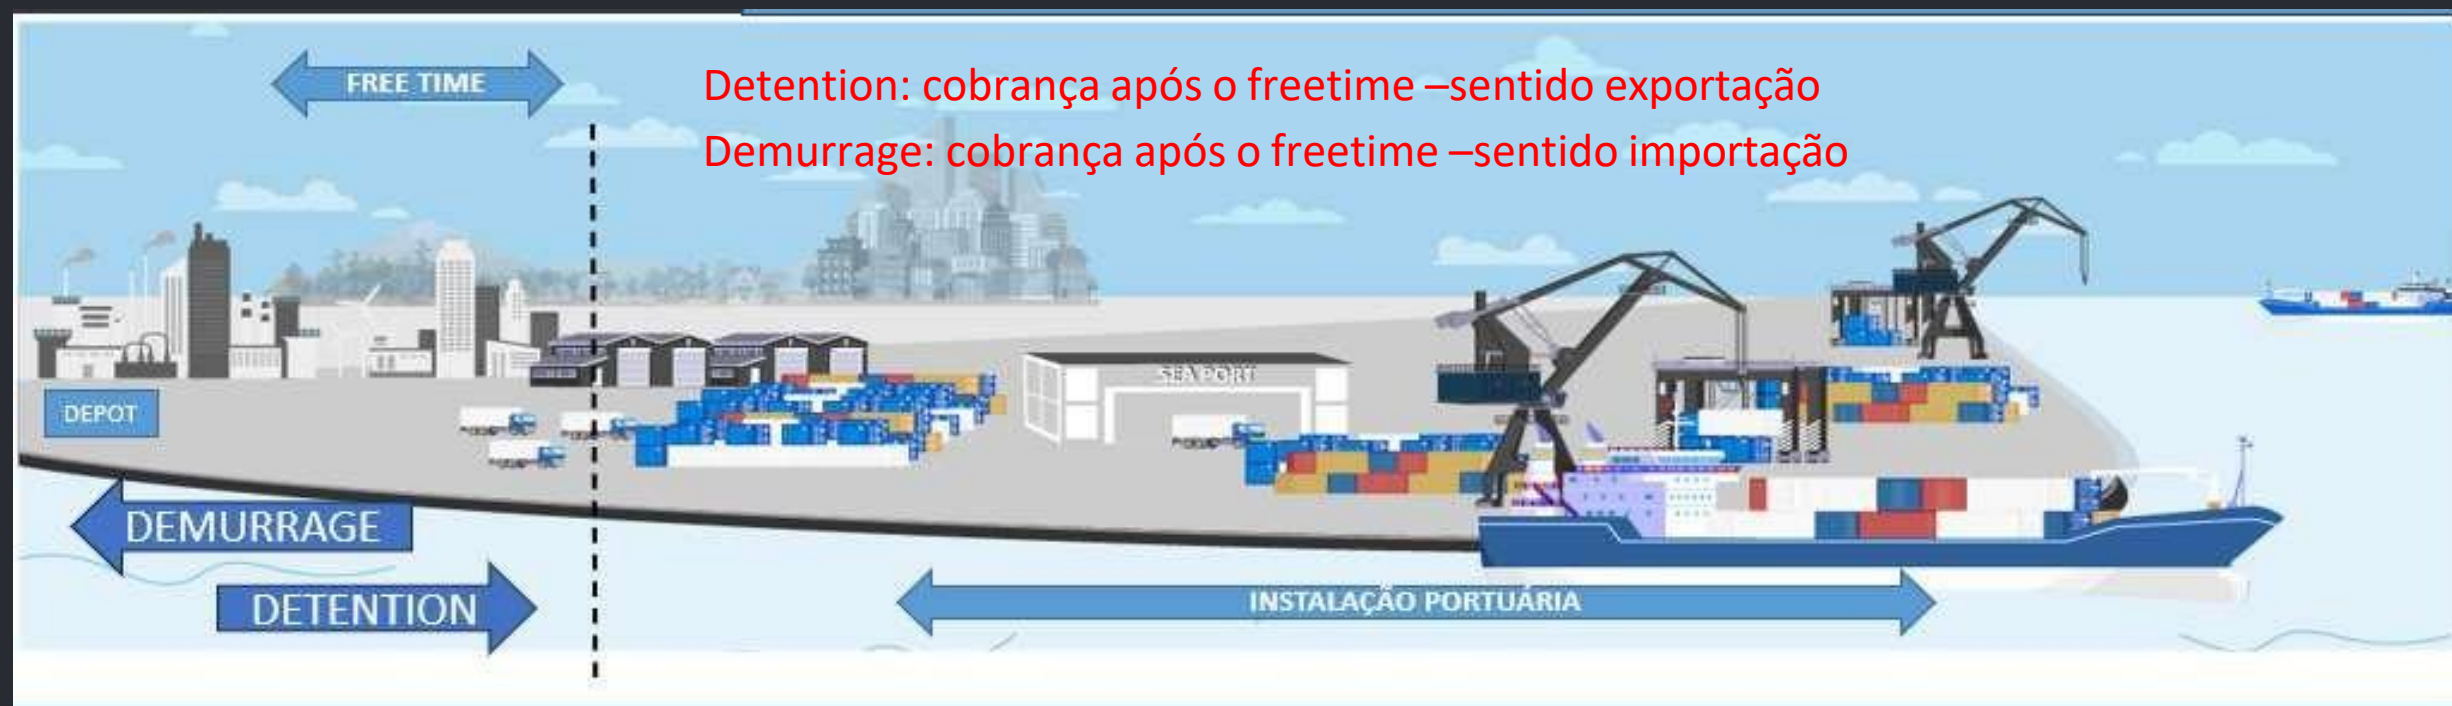 FREE TIME
Detention: cobrança após o freetime –sentido exportação
Demurrage: cobrança após o freetime –sentido importação
SEA PORT
DEPOT
DEMURRAGE
DETENTION
INSTALAÇÃO PORTUÁRIA